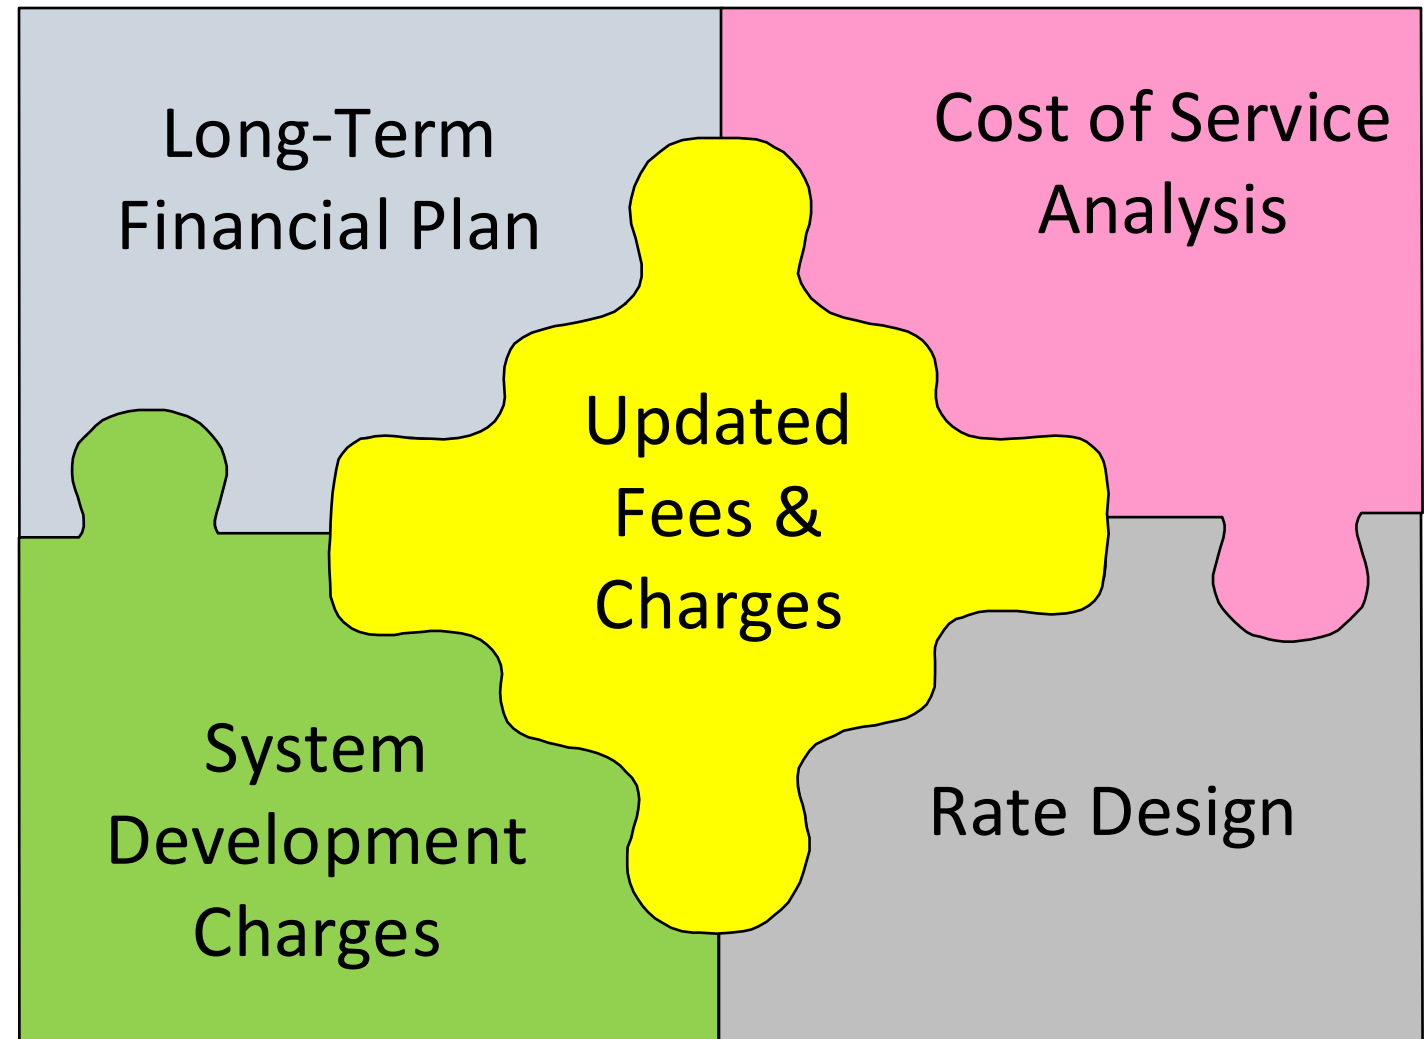 Long-Term
Financial Plan
Cost of Service
Analysis
Updated
Fees &
Charges
System
Development
Charges
Rate Design